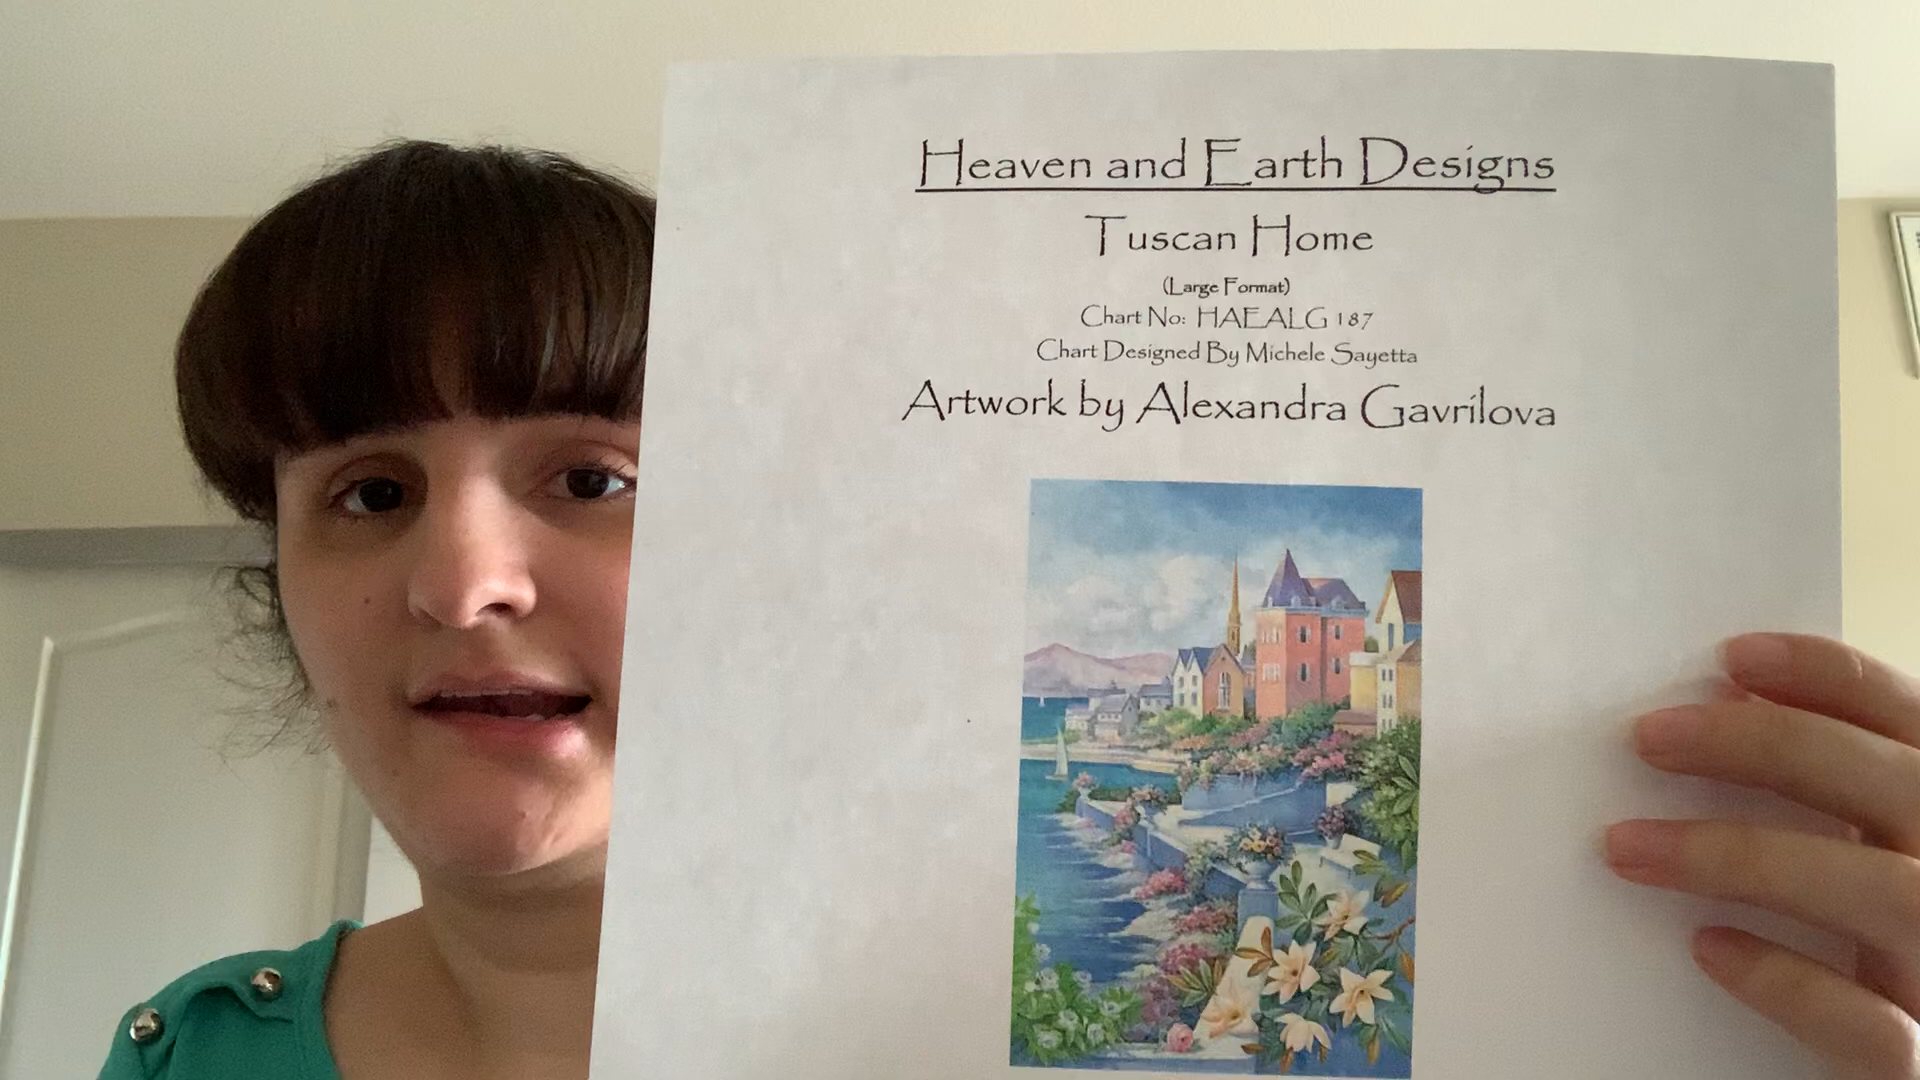 Heaven and Earth Designs
Tuscan Home
(Large Format)
Chart No: HAEALG 187
Chart Designed By Michele Sayetta
Artwork by Alexandra Gavrilova